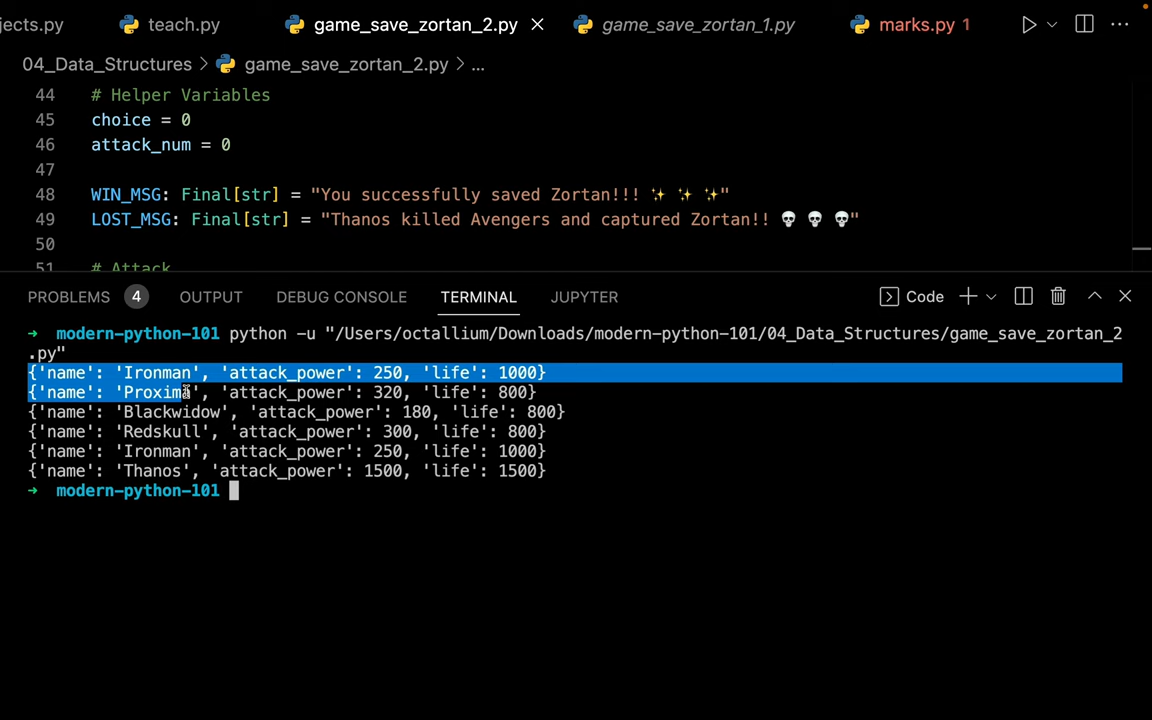 jects.py teach.py game_save_zortan_2.py game_save_zortan_1.py marks.py 1
04_Data_Structures > game_save_zortan_2.py > ...
44 # Helper Variables
45 choice = 0
46 attack_num = 0
47
48 WIN_MSG: Final[str] = "You successfully saved Zortan!!! ✨ ✨ ✨"
49 LOST_MSG: Final[str] = "Thanos killed Avengers and captured Zortan!! 💀 💀 💀"
50
51 # Attack
PROBLEMS 4 OUTPUT DEBUG CONSOLE TERMINAL JUPYTER Code
→ modern-python-101 python -u "/Users/octallium/Downloads/modern-python-101/04_Data_Structures/game_save_zortan_2
.py"
{'name': 'Ironman', 'attack_power': 250, 'life': 1000}
{'name': 'Proxima', 'attack_power': 320, 'life': 800}
{'name': 'Blackwidow', 'attack_power': 180, 'life': 800}
{'name': 'Redskull', 'attack_power': 300, 'life': 800}
{'name': 'Ironman', 'attack_power': 250, 'life': 1000}
{'name': 'Thanos', 'attack_power': 1500, 'life': 1500}
→ modern-python-101